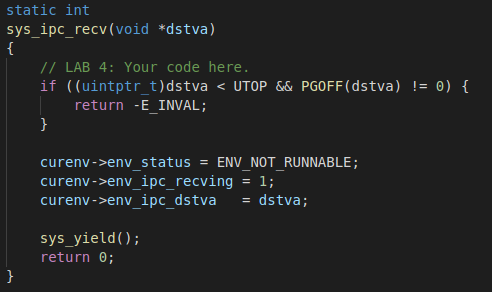 static int
sys_ipc_recv(void *dstva)
{
    // LAB 4: Your code here.
    if ((uintptr_t)dstva < UTOP && PGOFF(dstva) != 0) {
        return -E_INVAL;
    }

    curenv->env_status = ENV_NOT_RUNNABLE;
    curenv->env_ipc_recving = 1;
    curenv->env_ipc_dstva   = dstva;

    sys_yield();
    return 0;
}